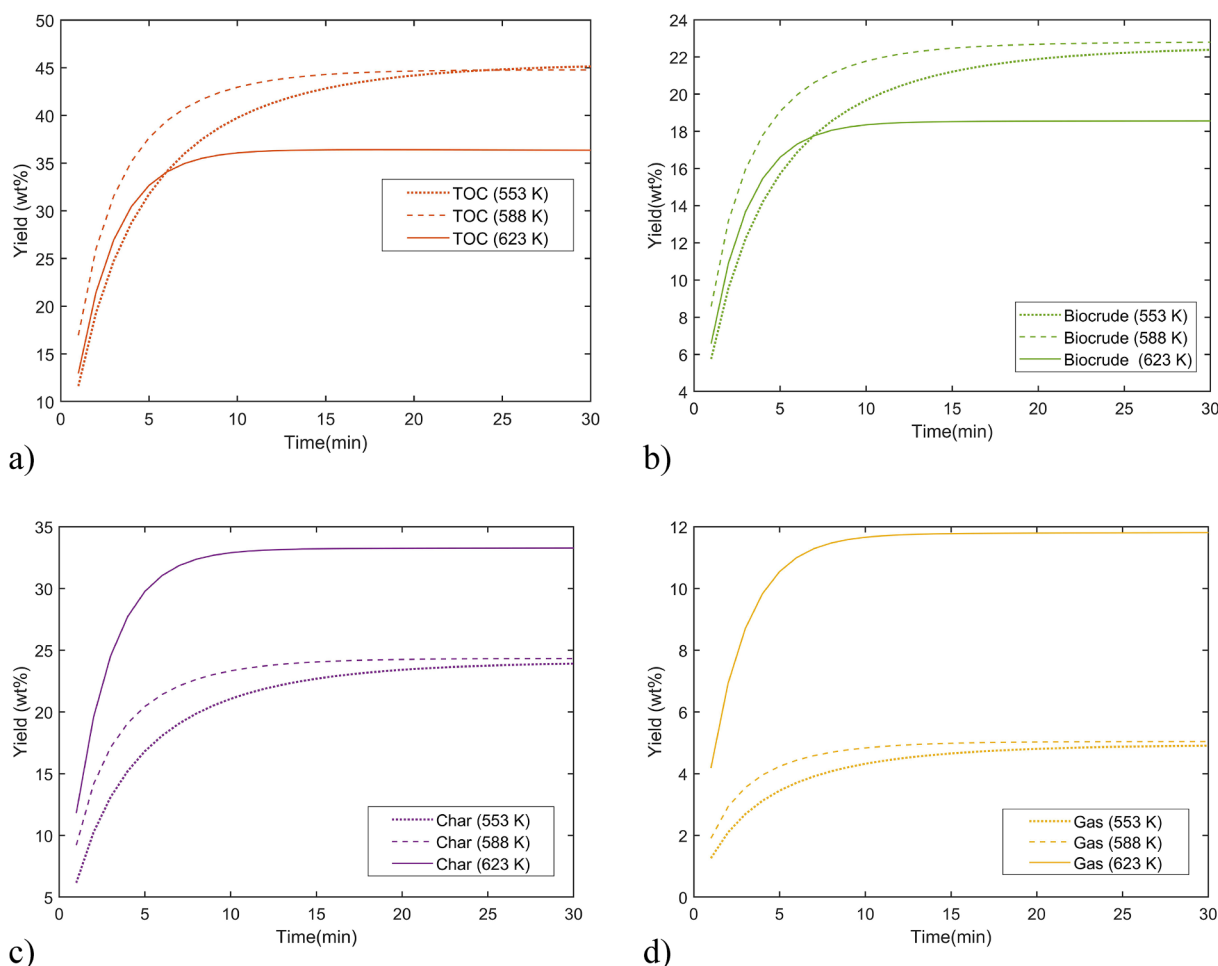 50
45
40
35
30
25
20
15
10
Yield (wt%)
TOC (553 K)
TOC (588 K)
TOC (623 K)
0 5 10 15 20 25 30
Time(min)
a)
24
22
20
18
16
14
12
10
8
6
4
Yield(wt%)
Biocrude (553 K)
Biocrude (588 K)
Biocrude (623 K)
0 5 10 15 20 25 30
Time(min)
b)
35
30
25
20
15
10
5
Yield (wt%)
Char (553 K)
Char (588 K)
Char (623 K)
0 5 10 15 20 25 30
Time(min)
c)
12
10
8
6
4
2
0
Yield (wt%)
Gas (553 K)
Gas (588 K)
Gas (623 K)
0 5 10 15 20 25 30
Time(min)
d)